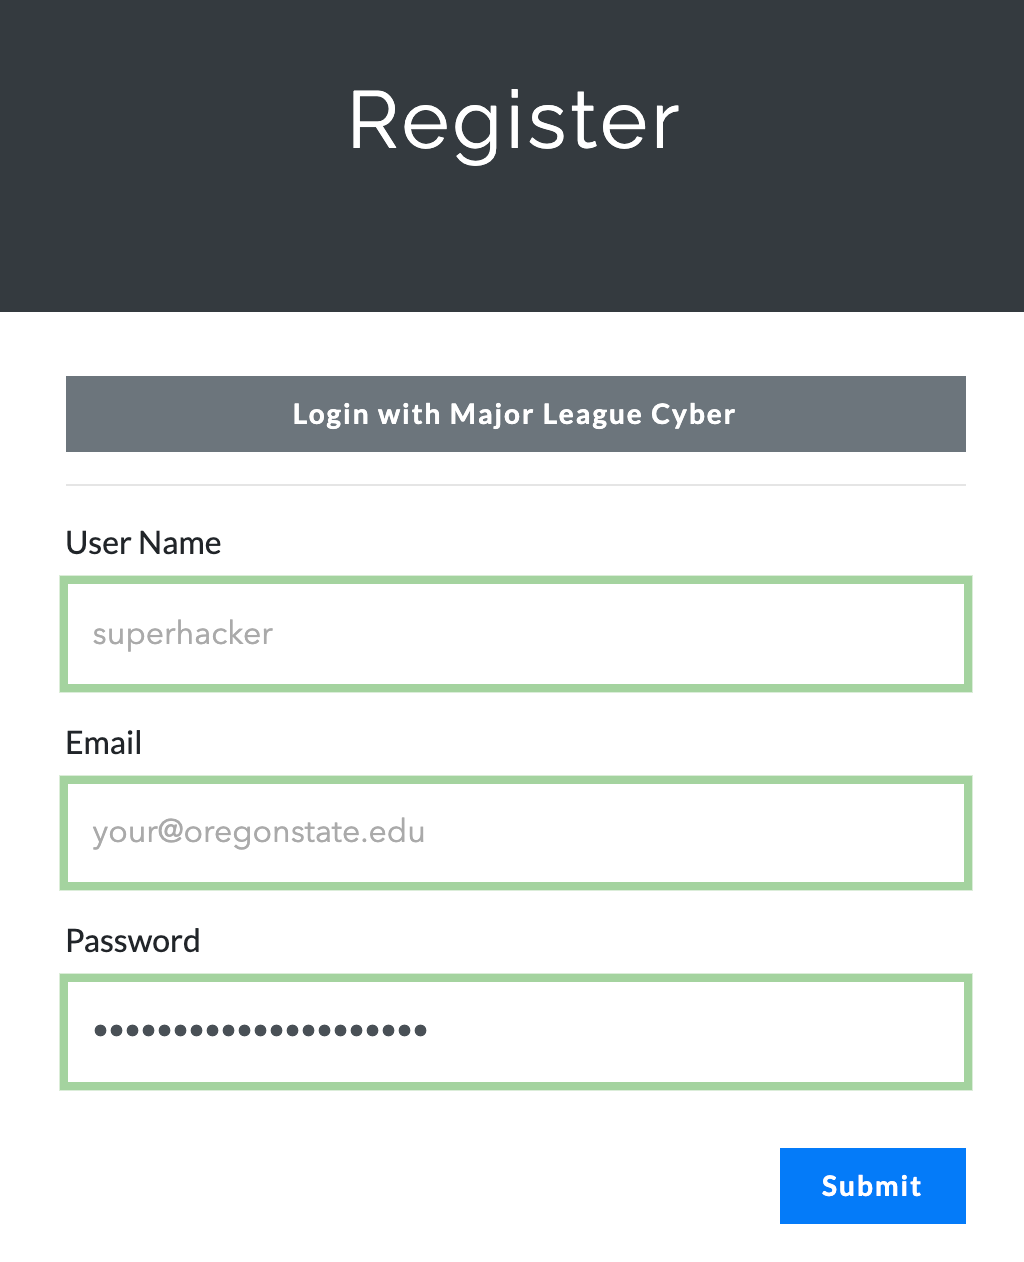 Register
Login with Major League Cyber
User Name
superhacker
Email
your@oregonstate.edu
Password
•••••••••••••••••••••
Submit